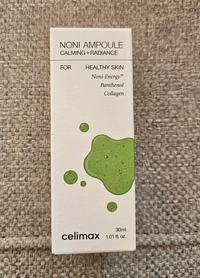 NONI AMPOULE
CALMING + RADIANCE
FOR HEALTHY SKIN
Noni-Energy™
Panthenol
Collagen
30ml
1.01 fl. oz.
celimax